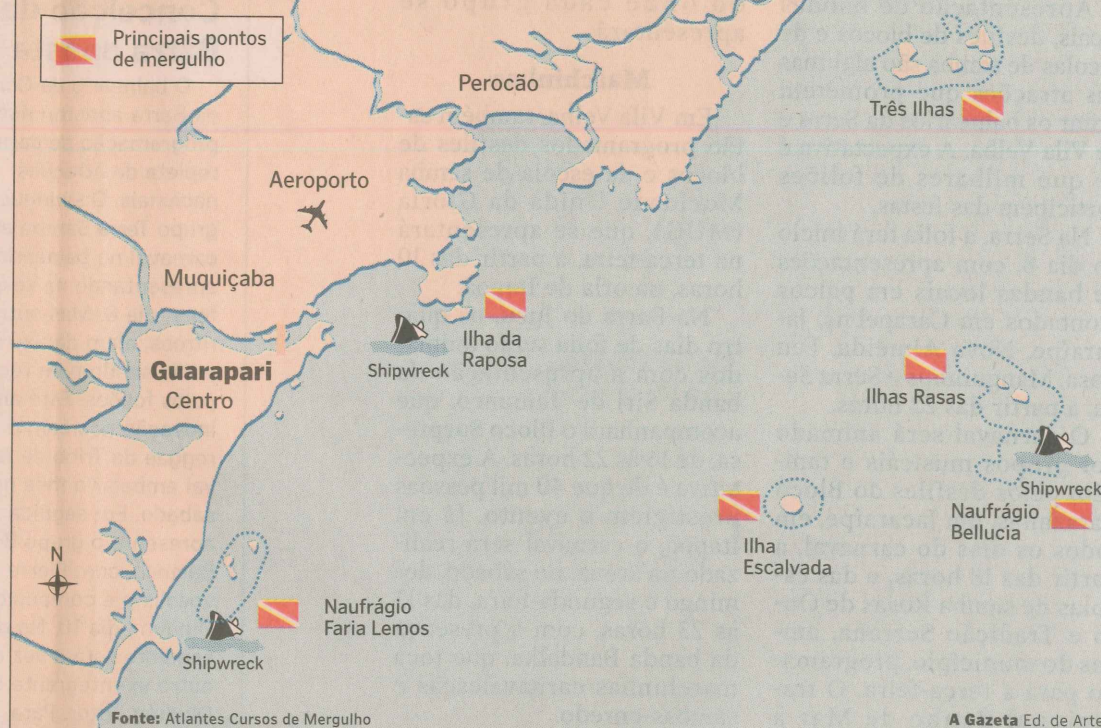 Principais pontos
de mergulho
Perocão
Três Ilhas
Aeroporto
Muquiçaba
Ilha da
Raposa
Shipwreck
Guarapari
Centro
Ilhas Rasas
Shipwreck
Naufrágio
Bellucia
Ilha
Escalvada
N
Naufrágio
Faria Lemos
Shipwreck
Fonte: Atlantes Cursos de Mergulho
A Gazeta Ed. de Arte